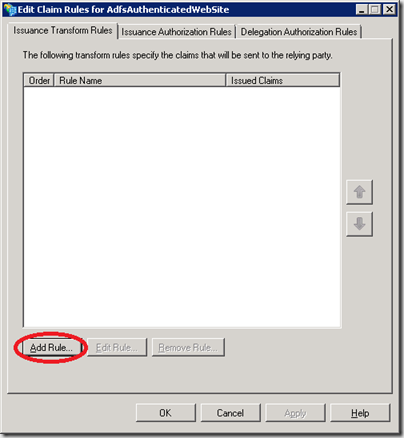 Edit Claim Rules for AdfsAuthenticatedWebSite
Issuance Transform Rules Issuance Authorization Rules Delegation Authorization Rules
The following transform rules specify the claims that will be sent to the relying party.
Order Rule Name Issued Claims
Add Rule... Edit Rule... Remove Rule...
OK Cancel Apply Help